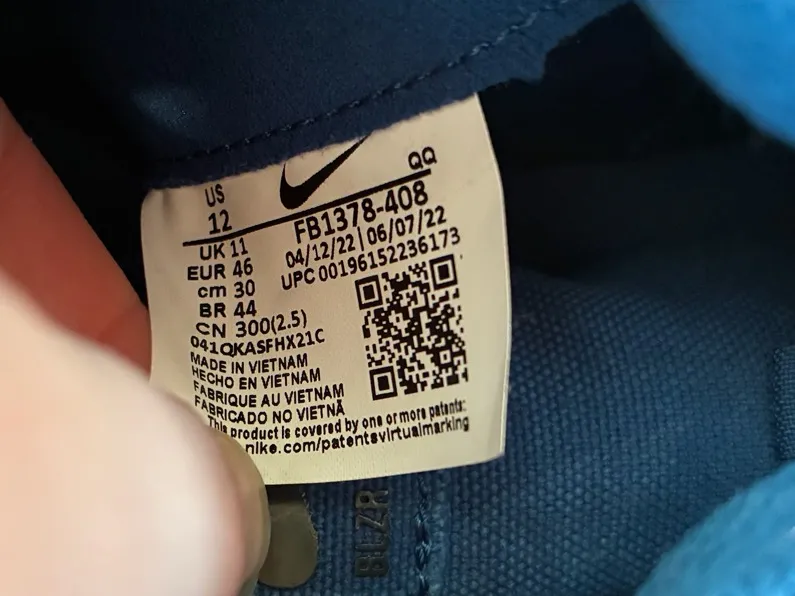 US
12
QQ
FB1378-408
04/12/22 | 06/07/22
UPC 00196152236173
UK 11
EUR 46
cm 30
BR 44
CN 300(2.5)
041QKASFHX21C
MADE IN VIETNAM
HECHO EN VIETNAM
FABRIQUE AU VIETNAM
FABRICADO NO VIETNÃ
This product is covered by one or more patents:
nike.com/patentsvirtualmarking
BLZR